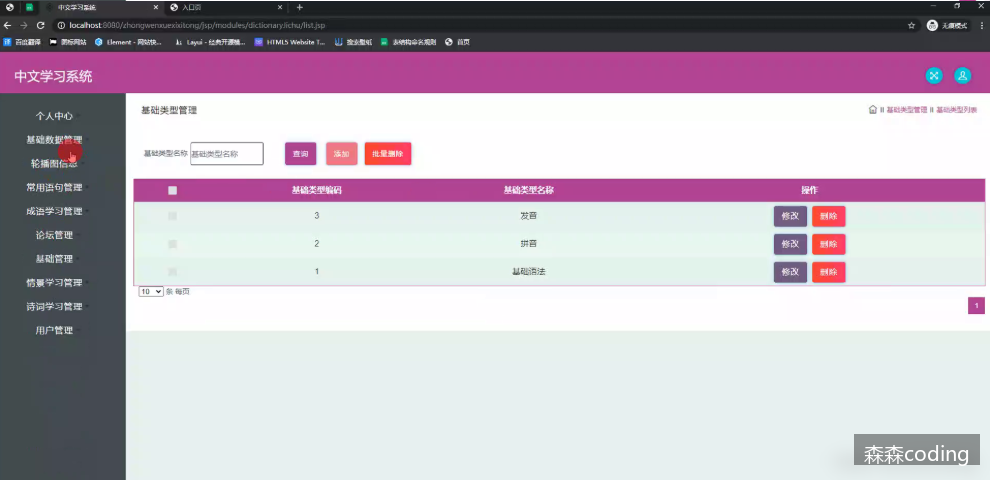 中文学习系统
入口页
localhost:8080/zhongwenxuexixitong/jsp/modules/dictionaryJichu/list.jsp
无痕模式
百度翻译 图标网站 Element - 网站快... Layui - 经典开源模... HTML5 Website T... 表结构命名规则 首页
中文学习系统
个人中心
基础数据管理
轮播图信息
常用语句管理
成语学习管理
论坛管理
基础管理
情景学习管理
诗词学习管理
用户管理
基础类型管理
基础类型管理 基础类型列表
基础类型名称 基础类型名称 查询 添加 批量删除
基础类型编码 基础类型名称 操作
3 发音 修改 删除
2 拼音 修改 删除
1 基础语法 修改 删除
10 条 每页
1
森森coding